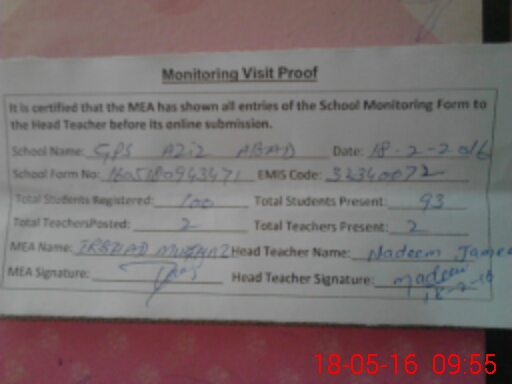 Monitoring Visit Proof
It is certified that the MEA has shown all entries of the School Monitoring Form to
the Head Teacher before its online submission.
School Name: GPS AZIZ ABAD Date: 18-2-2016
School Form No: EMIS Code: 32340072
Total Students Registered: 100 Total Students Present: 93
Total TeachersPosted: 2 Total Teachers Present: 2
MEA Name: Head Teacher Name: Nadeem
MEA Signature: Head Teacher Signature: Nadeem
18-05-16 09:55